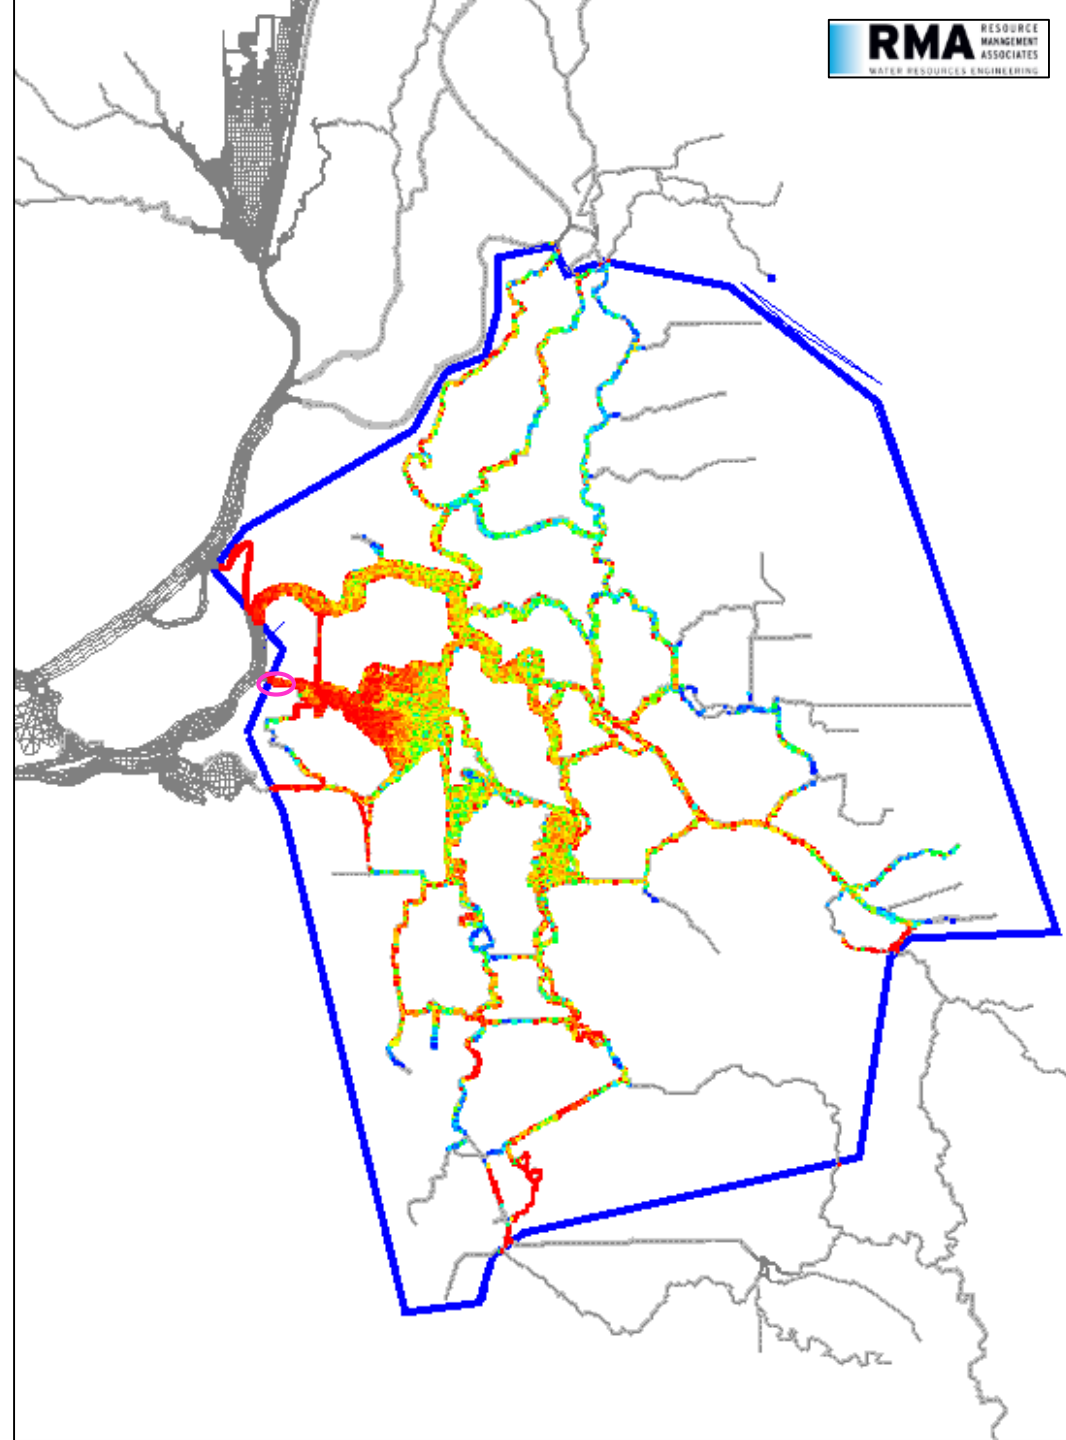 RMA
RESOURCE
MANAGEMENT
ASSOCIATES
WATER RESOURCES ENGINEERING